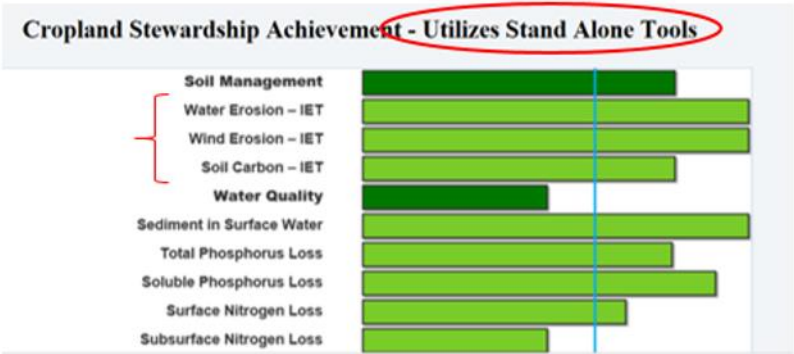 Cropland Stewardship Achievement - Utilizes Stand Alone Tools
Soil Management
Water Erosion – IET
Wind Erosion – IET
Soil Carbon – IET
Water Quality
Sediment in Surface Water
Total Phosphorus Loss
Soluble Phosphorus Loss
Surface Nitrogen Loss
Subsurface Nitrogen Loss